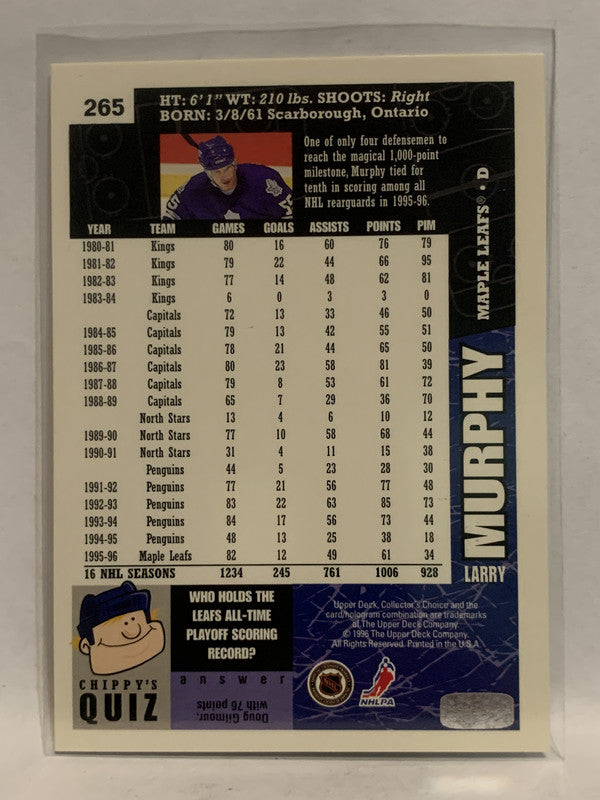 265
HT: 6'1" WT: 210 lbs. SHOOTS: Right
BORN: 3/8/61 Scarborough, Ontario
One of only four defensemen to
reach the magical 1,000-point
milestone, Murphy tied for
tenth in scoring among all
NHL rearguards in 1995-96.
YEAR TEAM GAMES GOALS ASSISTS POINTS PIM
1980-81 Kings 80 16 60 76 79
1981-82 Kings 79 22 44 66 95
1982-83 Kings 77 14 48 62 81
1983-84 Kings 6 0 3 3 0
Capitals 72 13 33 46 50
1984-85 Capitals 79 13 42 55 51
1985-86 Capitals 78 21 44 65 50
1986-87 Capitals 80 23 58 81 39
1987-88 Capitals 79 8 53 61 72
1988-89 Capitals 65 7 29 36 70
North Stars 13 4 6 10 12
1989-90 North Stars 77 10 58 68 44
1990-91 North Stars 31 4 11 15 38
Penguins 44 5 23 28 30
1991-92 Penguins 77 21 56 77 48
1992-93 Penguins 83 22 63 85 73
1993-94 Penguins 84 17 56 73 44
1994-95 Penguins 48 13 25 38 18
1995-96 Maple Leafs 82 12 49 61 34
16 NHL SEASONS 1234 245 761 1006 928
MAPLE LEAFS® • D
LARRY MURPHY
WHO HOLDS THE
LEAFS ALL-TIME
PLAYOFF SCORING
RECORD?
answer
Doug Gilmour,
with 76 points
CHIPPY'S
QUIZ
Upper Deck, Collector's Choice and the
card/hologram combination are trademarks
of The Upper Deck Company.
© 1996 The Upper Deck Company.
All Rights Reserved. Printed in the U.S.A
NHLPA